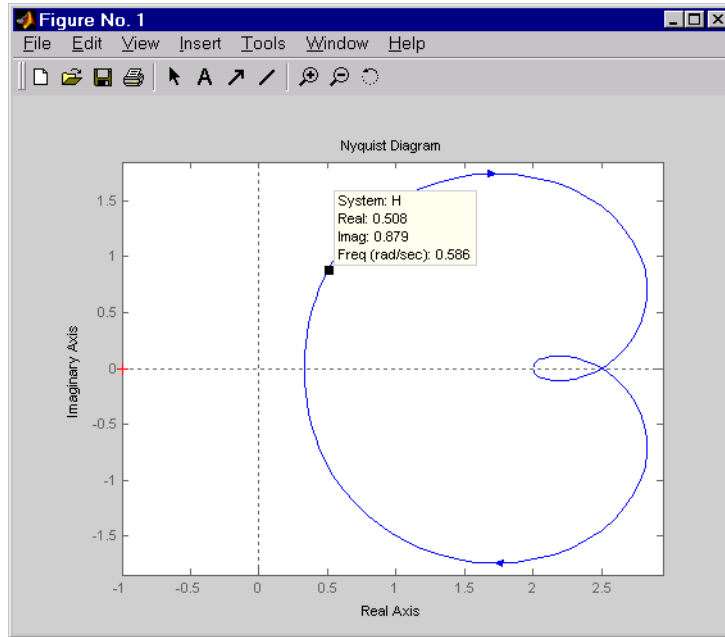 Figure No. 1
File Edit View Insert Tools Window Help
A
Nyquist Diagram
System: H
Real: 0.508
Imag: 0.879
Freq (rad/sec): 0.586
Imaginary Axis
1.5
1
0.5
0
-0.5
-1
-1.5
-1 -0.5 0 0.5 1 1.5 2 2.5
Real Axis